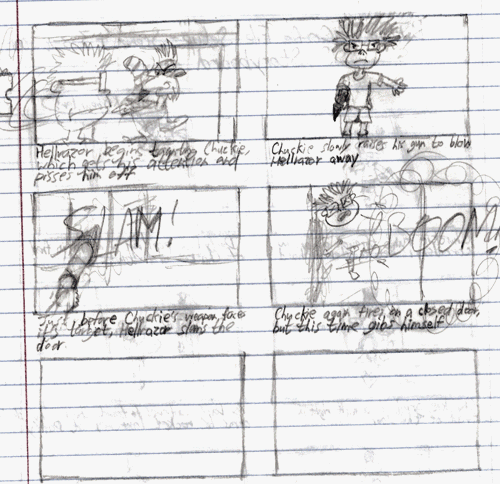 Hellrazor begins taunting Chuckie,
which gets his attention and
pisses him off
Chuckie slowly raises his gun to blow
Hellrazor away
SLAM!
BOOM!
Just before Chuckie's weapon faces
target, Hellrazor slams the
door.
Chuckie again fires on a closed door,
but this time gibs himself